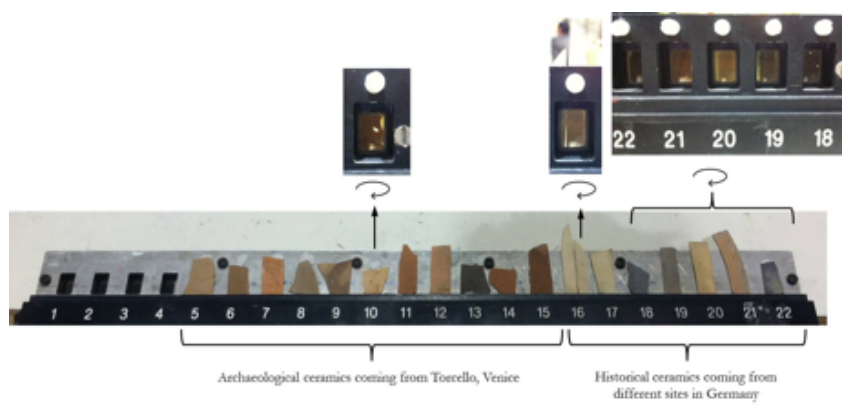 22 21 20 19 18
1 2 3 4 5 6 7 8 9 10 11 12 13 14 15 16 17 18 19 20 21 22
Archaeological ceramics coming from Torcello, Venice
Historical ceramics coming from
different sites in Germany